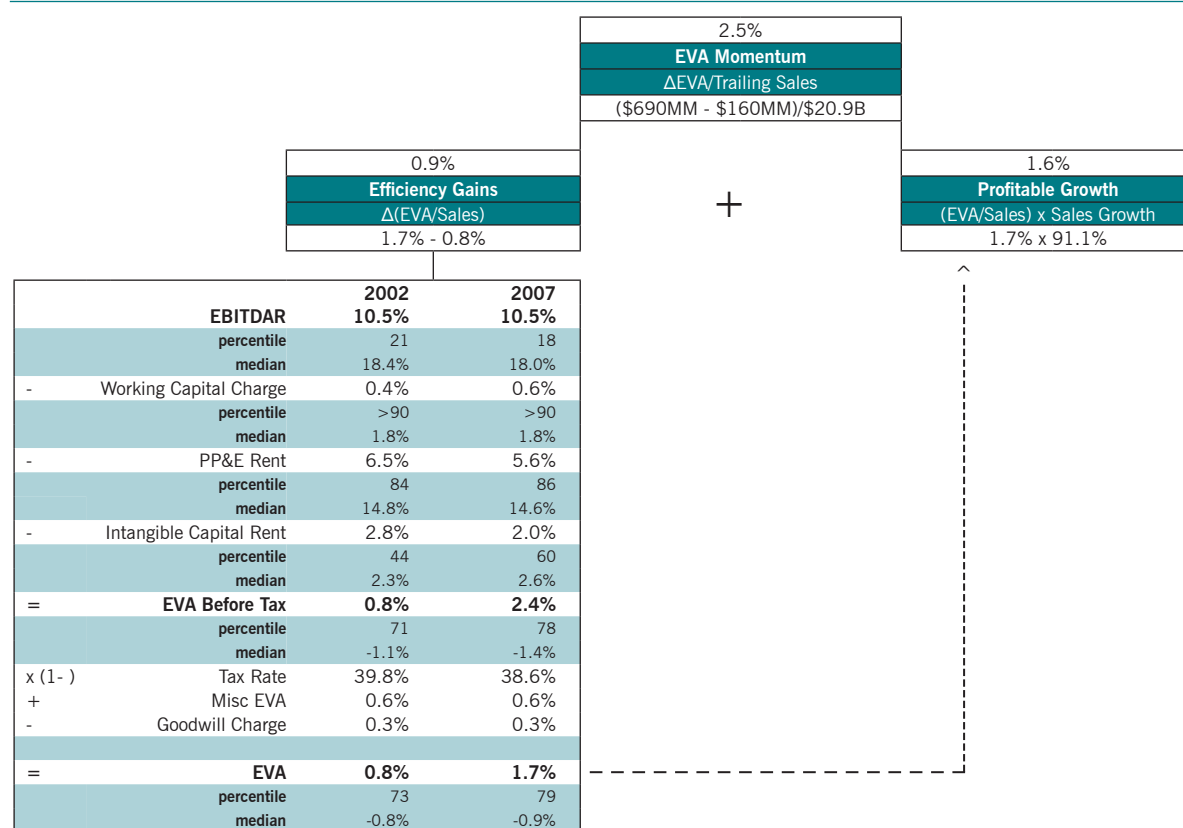 2.5%
EVA Momentum
ΔEVA/Trailing Sales
($690MM - $160MM)/$20.9B
0.9%
Efficiency Gains
Δ(EVA/Sales)
1.7% - 0.8%
+
1.6%
Profitable Growth
(EVA/Sales) x Sales Growth
1.7% x 91.1%
2002 2007
EBITDAR 10.5% 10.5%
percentile 21 18
median 18.4% 18.0%
- Working Capital Charge 0.4% 0.6%
percentile >90 >90
median 1.8% 1.8%
- PP&E Rent 6.5% 5.6%
percentile 84 86
median 14.8% 14.6%
- Intangible Capital Rent 2.8% 2.0%
percentile 44 60
median 2.3% 2.6%
= EVA Before Tax 0.8% 2.4%
percentile 71 78
median -1.1% -1.4%
x (1- ) Tax Rate 39.8% 38.6%
+ Misc EVA 0.6% 0.6%
- Goodwill Charge 0.3% 0.3%
= EVA 0.8% 1.7%
percentile 73 79
median -0.8% -0.9%